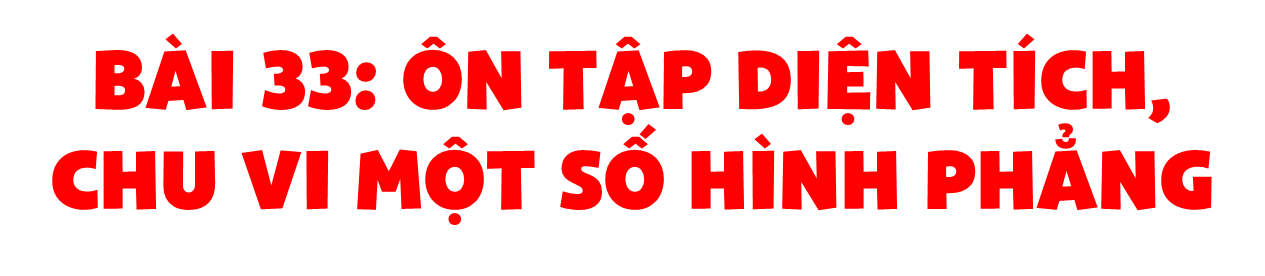 BÀI 33: ÔN TẬP DIỆN TÍCH,
CHU VI MỘT SỐ HÌNH PHẲNG